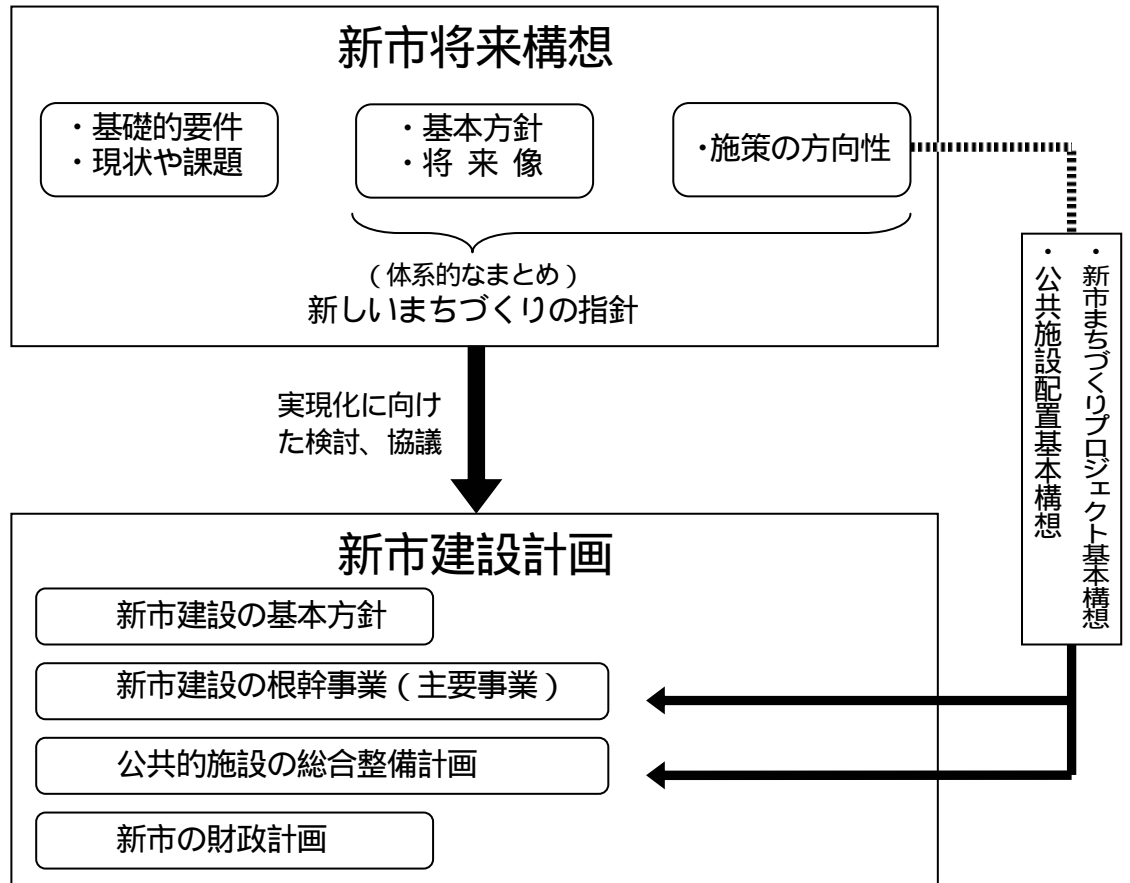 新市将来構想
・基礎的要件
・現状や課題
・基本方針
・将 来 像
・施策の方向性
（体系的なまとめ）
新しいまちづくりの指針
・新市まちづくりプロジェクト基本構想
・公共施設配置基本構想
実現化に向け
た検討、協議
新市建設計画
新市建設の基本方針
新市建設の根幹事業（主要事業）
公共的施設の総合整備計画
新市の財政計画